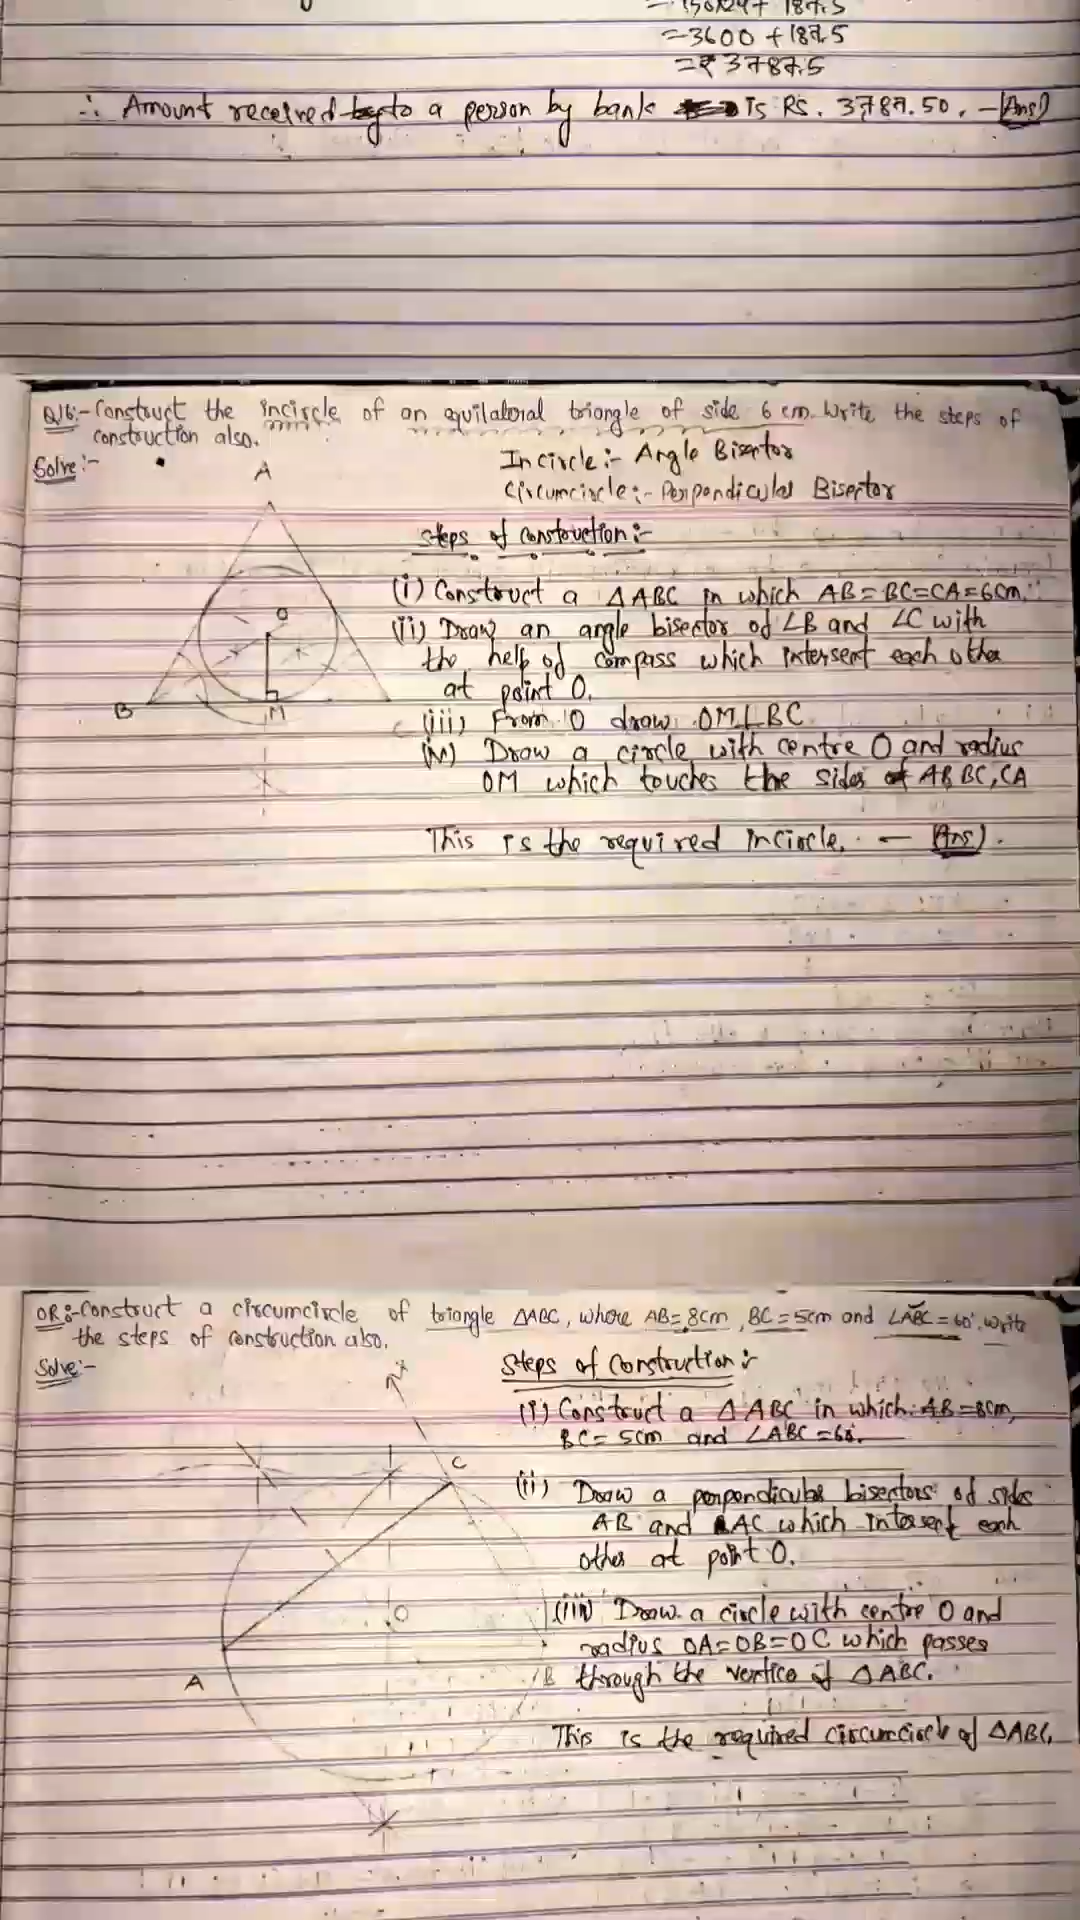 = 150x24+ 187.5
=3600 + 187.5
=₹ 3787.5
∴ Amount received to a person by bank is Rs. 3787.50. - (Ans)
Q16:- Construct the incircle of an equilateral triangle of side 6 cm. Write the steps of
construction also.
Solve:-
Incircle:- Angle Bisector
Circumcircle:- Perpendicular Bisector
A
Steps of construction:-
(i) Construct a △ABC in which AB=BC=CA=6cm.
(ii) Draw an angle bisector of ∠B and ∠C with
the help of compass which intersent each other
at point O.
(iii) From O draw OM⊥BC
(iv) Draw a circle with centre O and radius
OM which touches the sides of AB BC, CA
This is the required incircle. - (Ans).
O
B
M
C
OR:- Construct a circumcircle of triangle △ABC, where AB=8cm, BC=5cm and ∠ABC=60°. write
the steps of construction also.
Solve:-
Steps of construction:-
(i) Construct a △ABC in which AB=8cm,
BC=5cm and ∠ABC=60°.
(ii) Draw a perpendicular bisectors of sides
AB and AC which intersect each
other at point O.
(iii) Draw a circle with centre O and
radius OA=OB=OC which passes
through the vertice of △ABC.
This is the required circumcircle of △ABC,
X
C
O
A
B